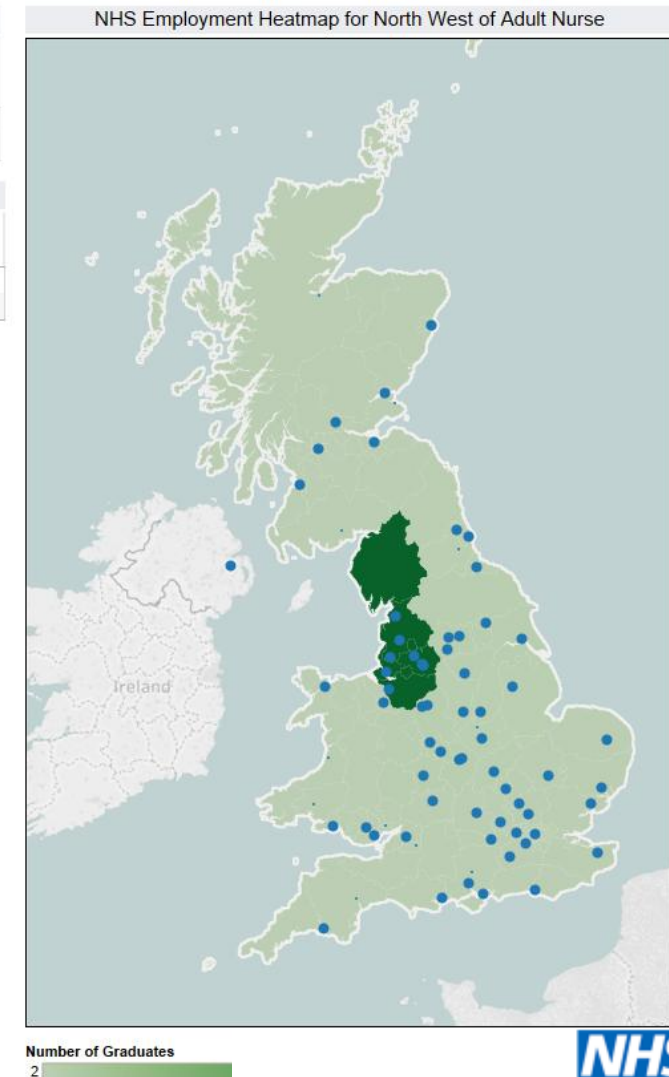 NHS Employment Heatmap for North West of Adult Nurse
Ireland
Number of Graduates
2
NHS